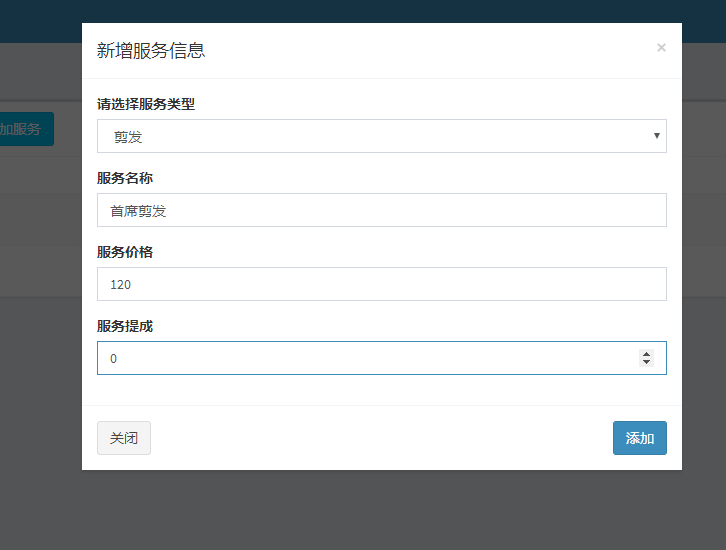 新增服务信息
×
加服务
请选择服务类型
剪发
服务名称
首席剪发
服务价格
120
服务提成
0
关闭
添加